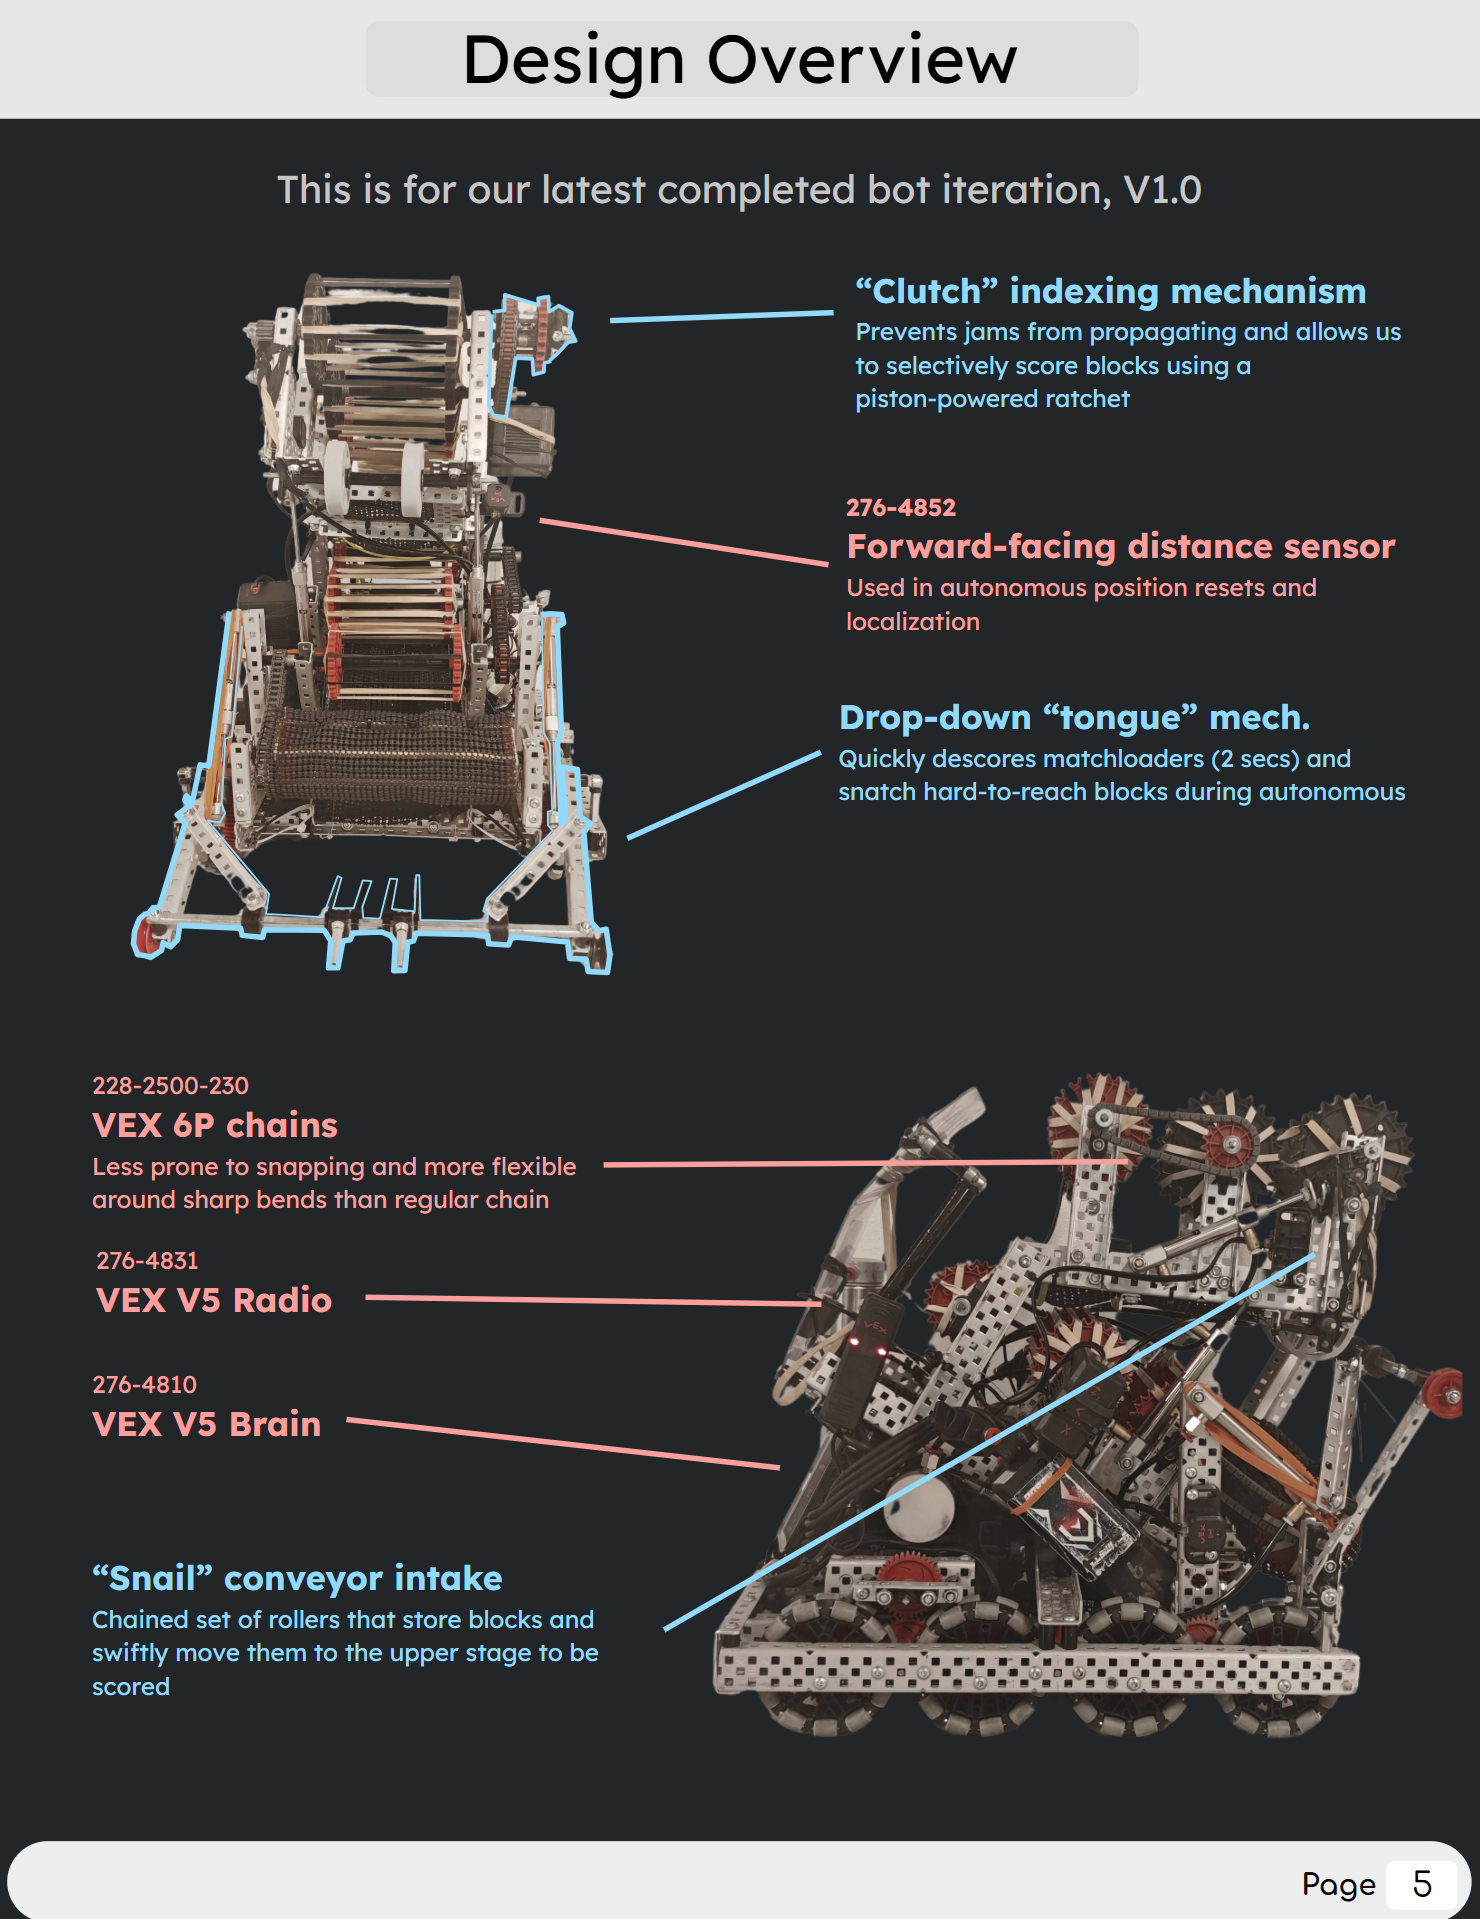 Design Overview
This is for our latest completed bot iteration, V1.0
“Clutch” indexing mechanism
Prevents jams from propagating and allows us
to selectively score blocks using a
piston-powered ratchet
276-4852
Forward-facing distance sensor
Used in autonomous position resets and
localization
Drop-down “tongue” mech.
Quickly descores matchloaders (2 secs) and
snatch hard-to-reach blocks during autonomous
228-2500-230
VEX 6P chains
Less prone to snapping and more flexible
around sharp bends than regular chain
276-4831
VEX V5 Radio
276-4810
VEX V5 Brain
“Snail” conveyor intake
Chained set of rollers that store blocks and
swiftly move them to the upper stage to be
scored
VEX
Page 5